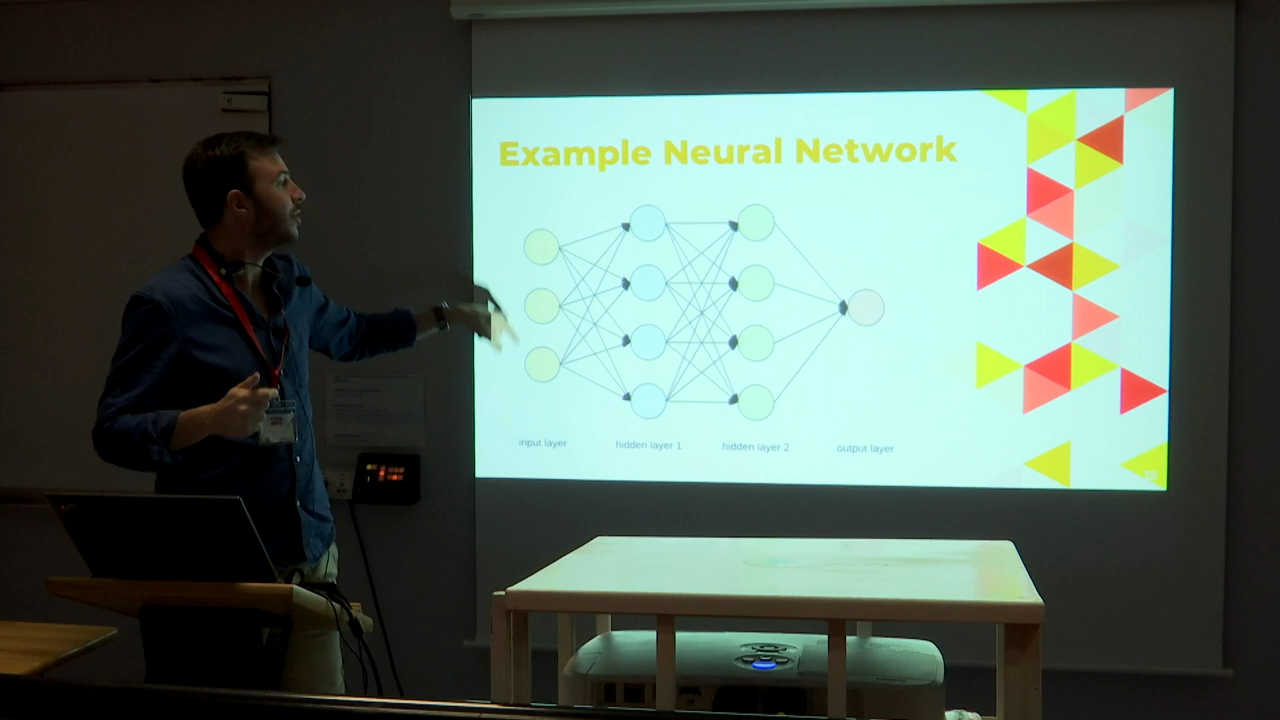 Example Neural Network
input layer
hidden layer 1
hidden layer 2
output layer